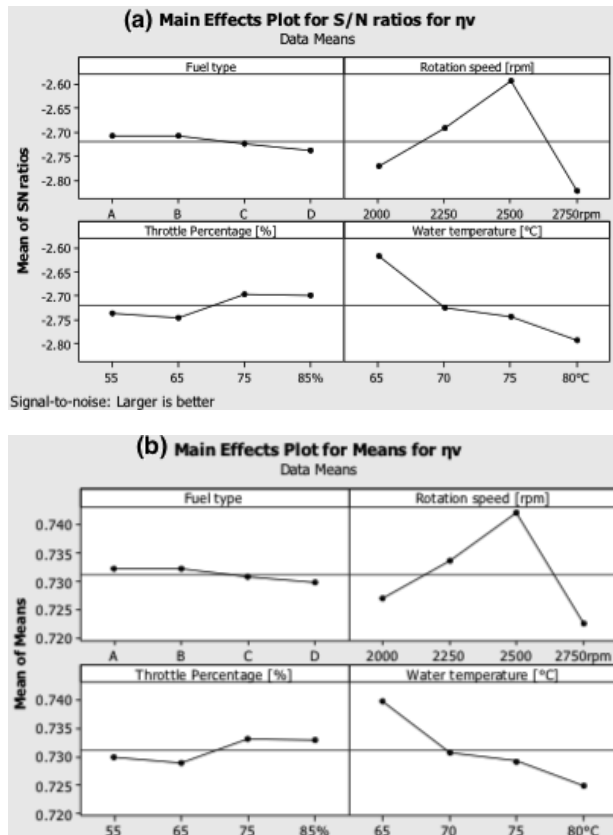 (a) Main Effects Plot for S/N ratios for ηv
Data Means
Fuel type Rotation speed [rpm]
-2.60
-2.65
-2.70
-2.75
-2.80
A B C D 2000 2250 2500 2750rpm
Throttle Percentage [%] Water temperature [°C]
-2.60
-2.65
-2.70
-2.75
-2.80
55 65 75 85% 65 70 75 80°C
Mean of SN ratios
Signal-to-noise: Larger is better
(b) Main Effects Plot for Means for ηv
Data Means
Fuel type Rotation speed [rpm]
0.740
0.735
0.730
0.725
0.720
A B C D 2000 2250 2500 2750rpm
Throttle Percentage [%] Water temperature [°C]
0.740
0.735
0.730
0.725
0.720
55 65 75 85% 65 70 75 80°C
Mean of Means